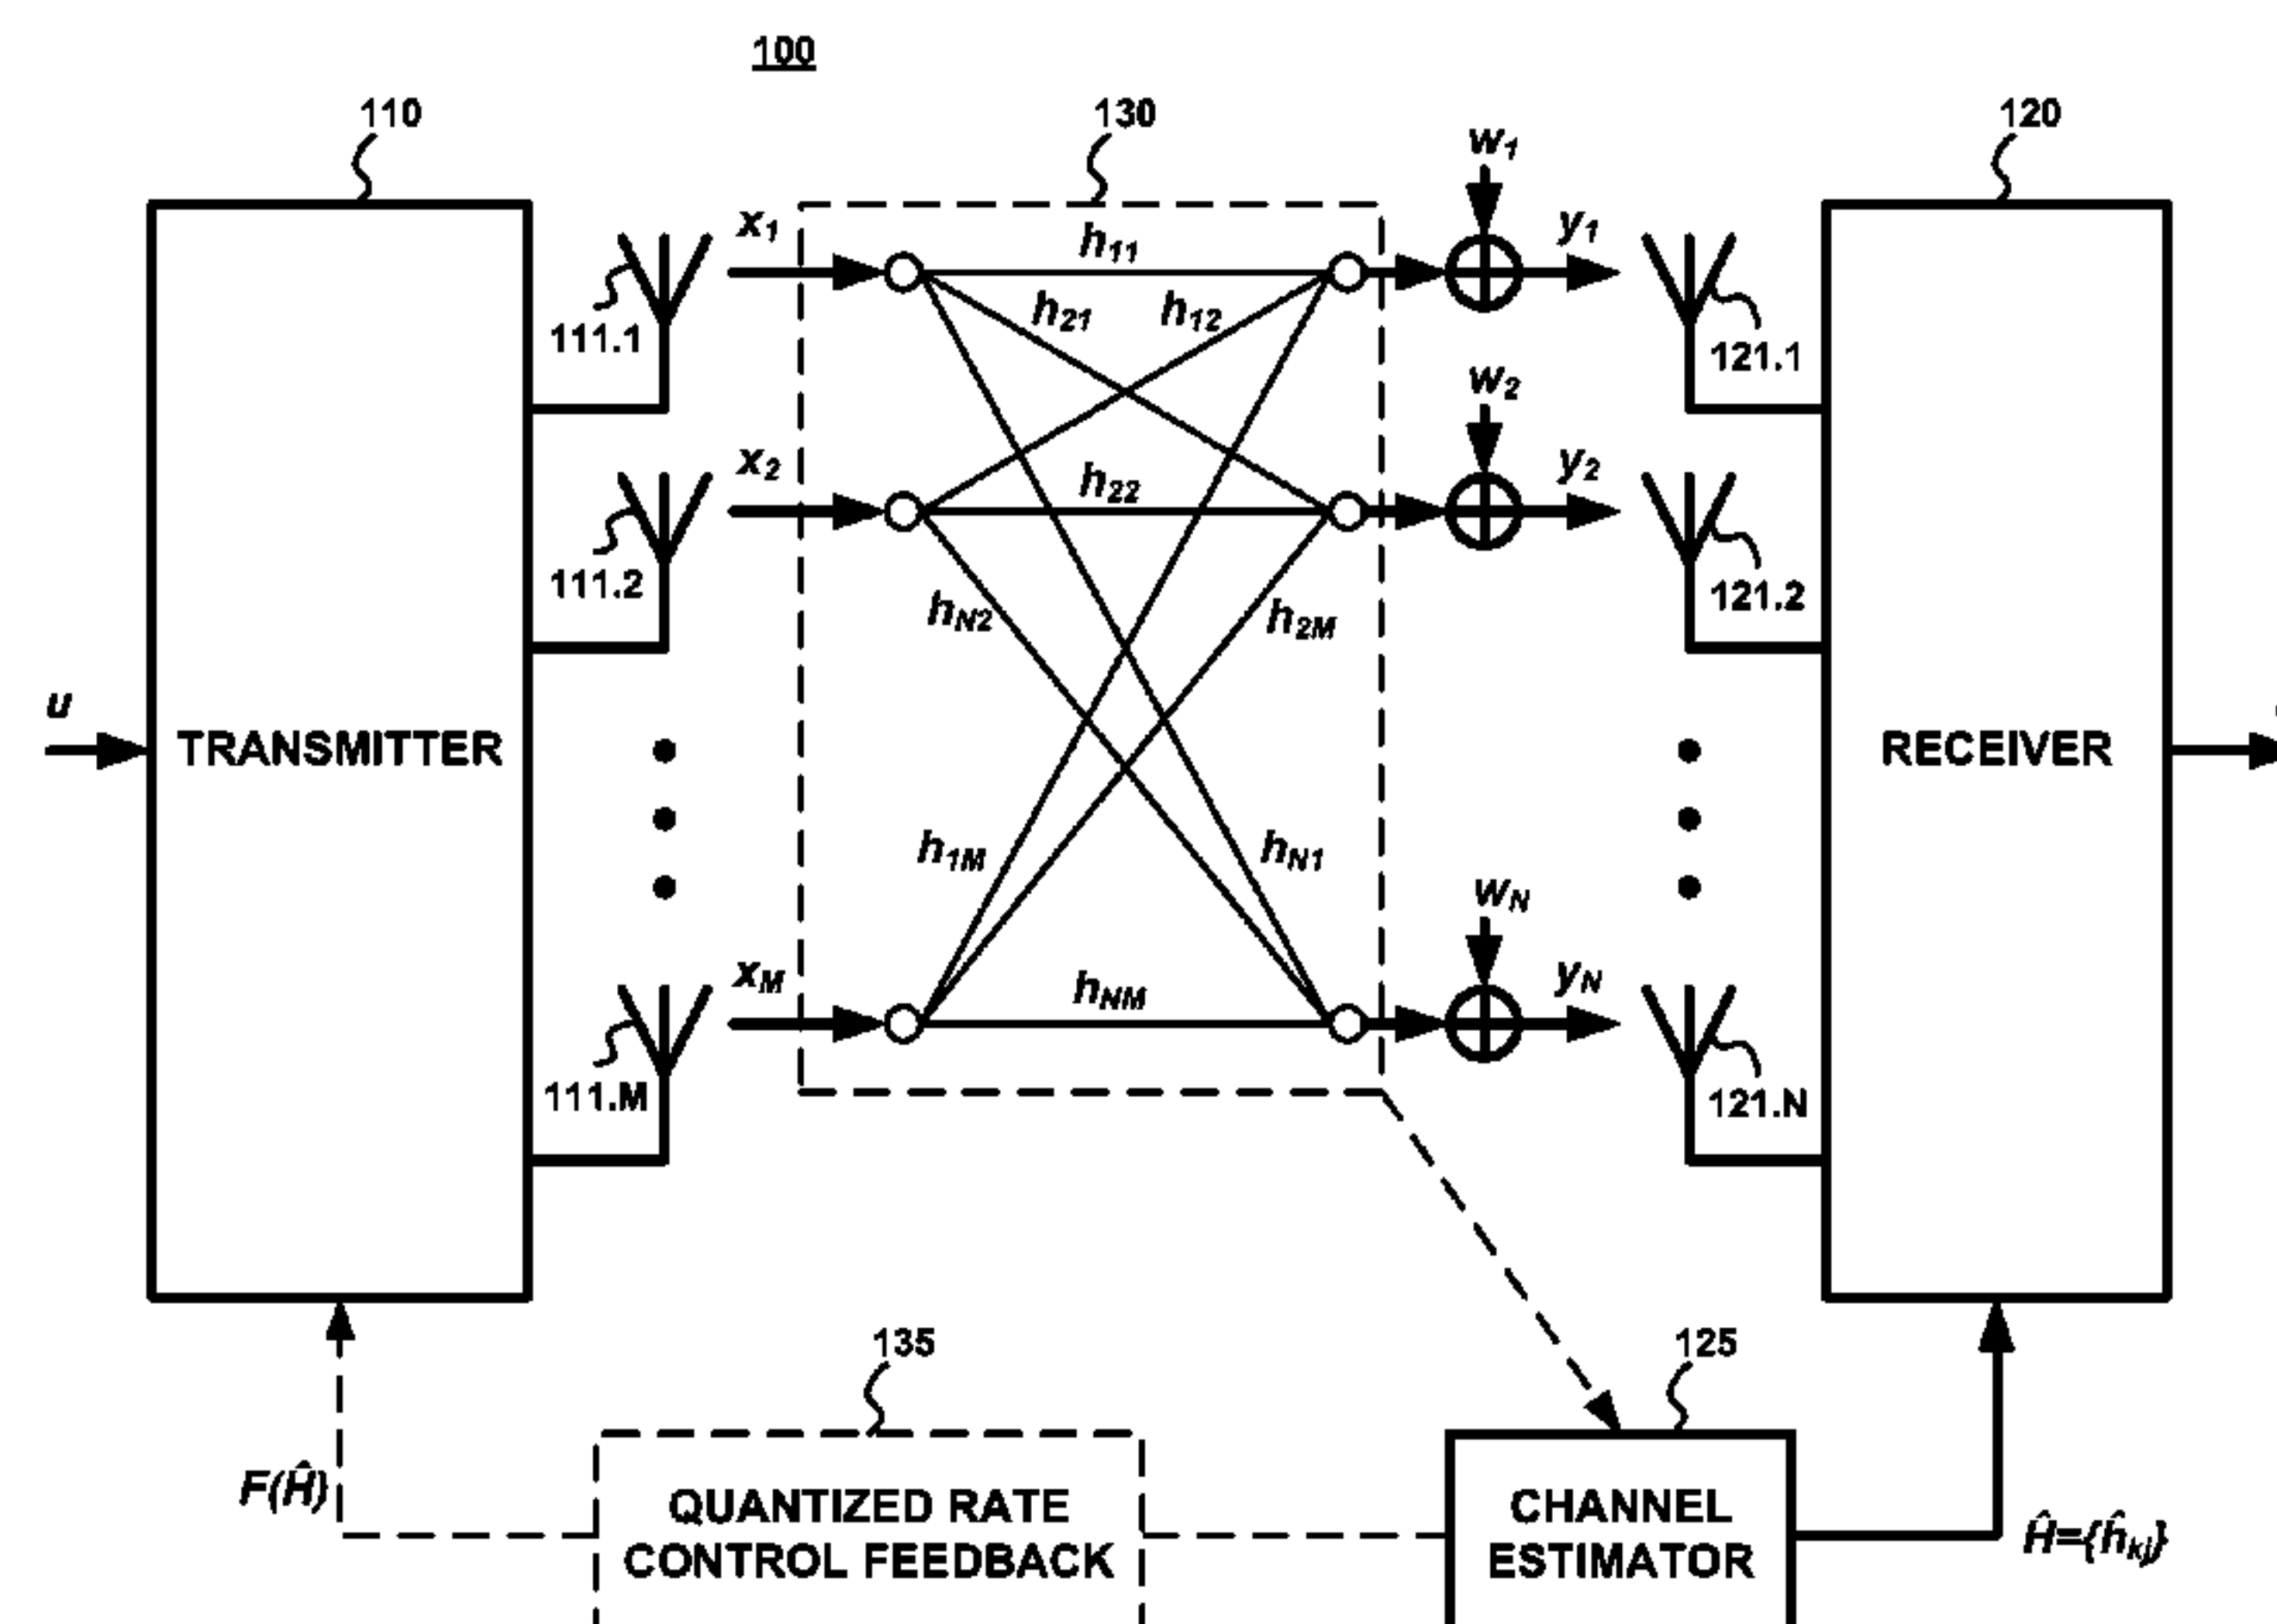 100
110
130
120
w1
x1
h11
y1
h21
h12
111.1
121.1
w2
x2
h22
y2
111.2
121.2
hN2
h2M
u
TRANSMITTER
RECEIVER
h1M
hN1
wN
xM
hNM
yN
111.M
121.N
135
125
F(Ĥ)
QUANTIZED RATE
CONTROL FEEDBACK
CHANNEL
ESTIMATOR
Ĥ={ĥkj}